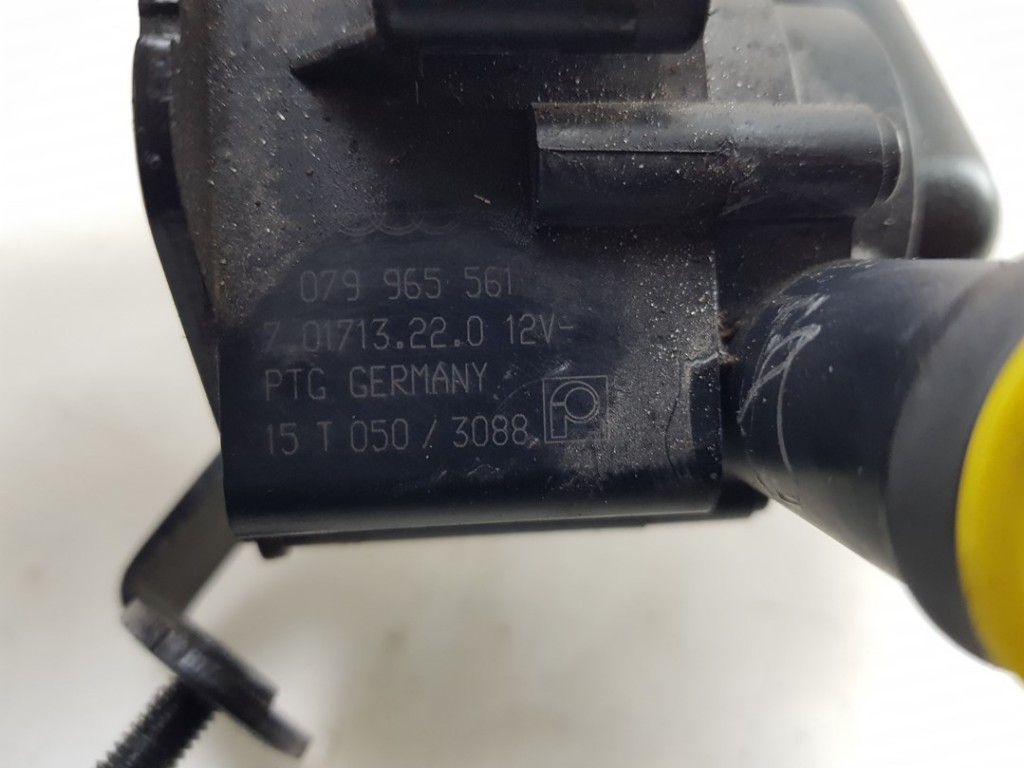 079 965 561
7.01713.22.0 12V-
PTG GERMANY
15 T 050 / 3088